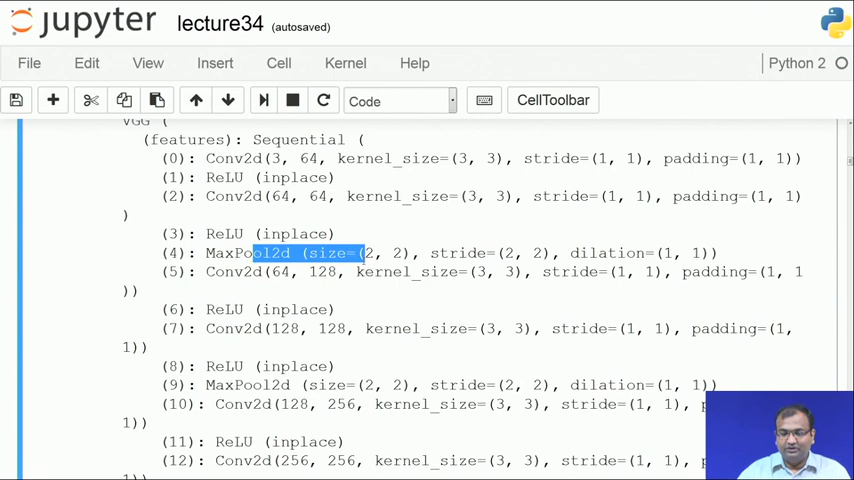 jupyter lecture34 (autosaved)
File Edit View Insert Cell Kernel Help Python 2
Code CellToolbar
VGG (
(features): Sequential (
(0): Conv2d(3, 64, kernel_size=(3, 3), stride=(1, 1), padding=(1, 1))
(1): ReLU (inplace)
(2): Conv2d(64, 64, kernel_size=(3, 3), stride=(1, 1), padding=(1, 1)
)
(3): ReLU (inplace)
(4): MaxPool2d (size=(2, 2), stride=(2, 2), dilation=(1, 1))
(5): Conv2d(64, 128, kernel_size=(3, 3), stride=(1, 1), padding=(1, 1
))
(6): ReLU (inplace)
(7): Conv2d(128, 128, kernel_size=(3, 3), stride=(1, 1), padding=(1,
1))
(8): ReLU (inplace)
(9): MaxPool2d (size=(2, 2), stride=(2, 2), dilation=(1, 1))
(10): Conv2d(128, 256, kernel_size=(3, 3), stride=(1, 1), p
1))
(11): ReLU (inplace)
(12): Conv2d(256, 256, kernel_size=(3, 3), stride=(1, 1), p
1))